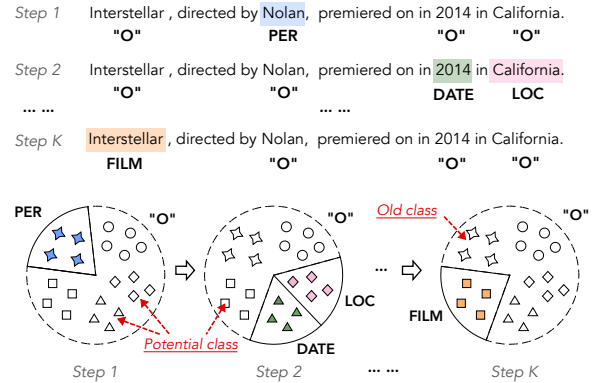 Step 1 Interstellar , directed by Nolan, premiered on in 2014 in California.
"O" PER "O" "O"
Step 2 Interstellar , directed by Nolan, premiered on in 2014 in California.
"O" "O" DATE LOC
... ... ... ...
Step K Interstellar , directed by Nolan, premiered on in 2014 in California.
FILM "O" "O" "O"
PER "O" "O" Old class "O"
...
LOC
FILM
Potential class DATE
Step 1 Step 2 ... ... Step K